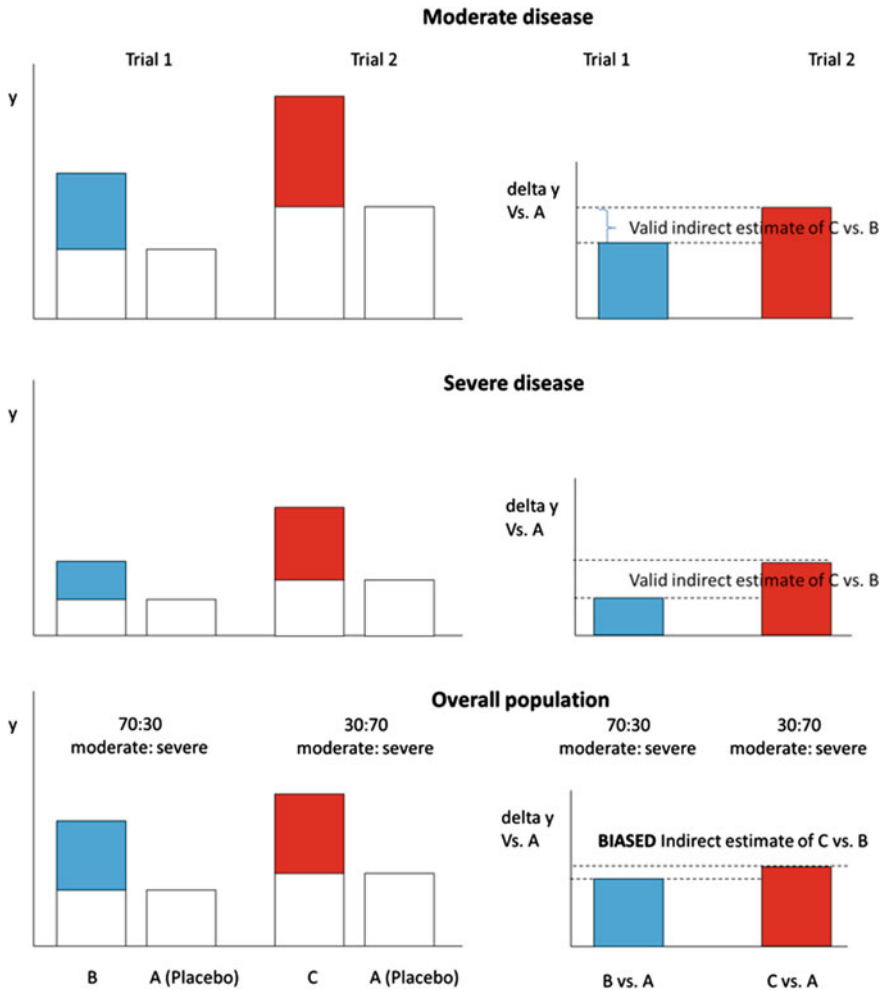 Moderate disease
Trial 1
Trial 2
Trial 1
Trial 2
y
delta y
Vs. A
Valid indirect estimate of C vs. B
Severe disease
y
delta y
Vs. A
Valid indirect estimate of C vs. B
Overall population
y
70:30
moderate: severe
30:70
moderate: severe
70:30
moderate: severe
30:70
moderate: severe
delta y
Vs. A
BIASED Indirect estimate of C vs. B
B
A (Placebo)
C
A (Placebo)
B vs. A
C vs. A